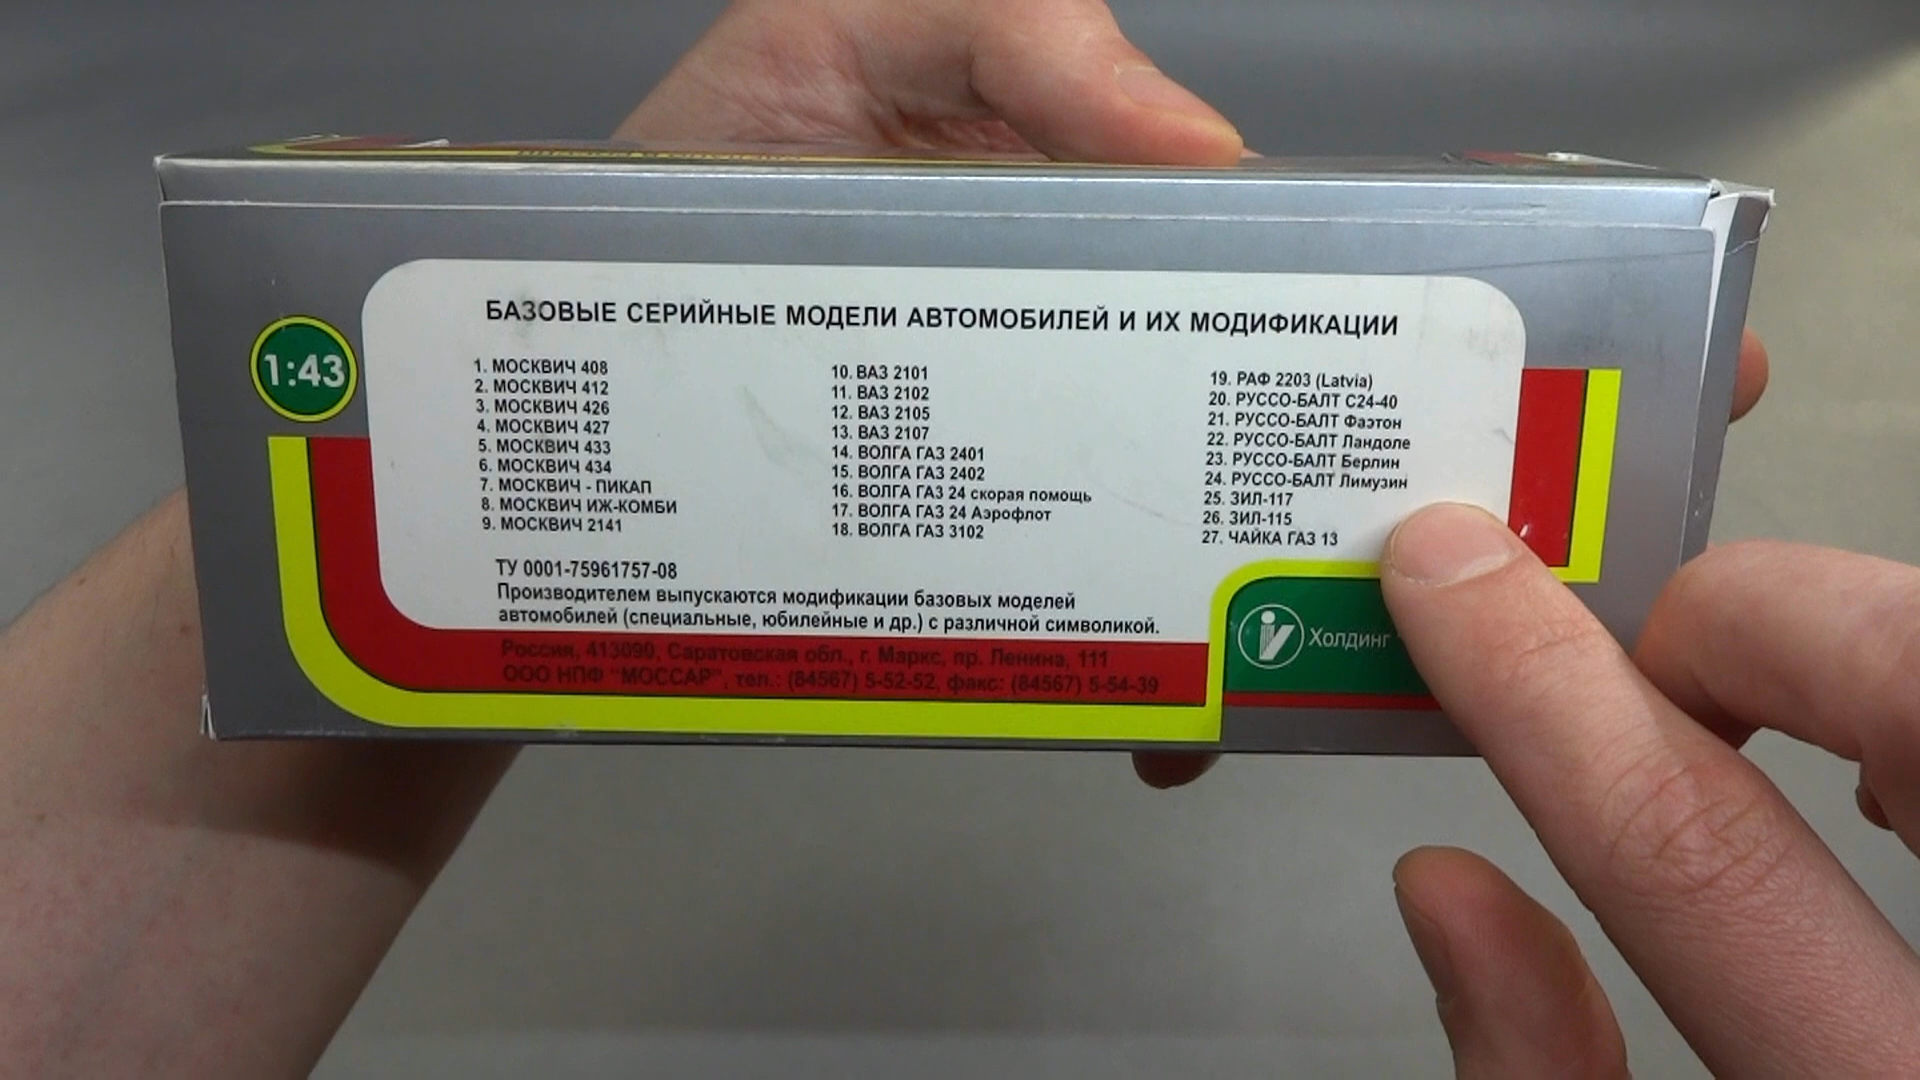 БАЗОВЫЕ СЕРИЙНЫЕ МОДЕЛИ АВТОМОБИЛЕЙ И ИХ МОДИФИКАЦИИ
1:43
1. МОСКВИЧ 408
2. МОСКВИЧ 412
3. МОСКВИЧ 426
4. МОСКВИЧ 427
5. МОСКВИЧ 433
6. МОСКВИЧ 434
7. МОСКВИЧ - ПИКАП
8. МОСКВИЧ ИЖ-КОМБИ
9. МОСКВИЧ 2141
10. ВАЗ 2101
11. ВАЗ 2102
12. ВАЗ 2105
13. ВАЗ 2107
14. ВОЛГА ГАЗ 2401
15. ВОЛГА ГАЗ 2402
16. ВОЛГА ГАЗ 24 скорая помощь
17. ВОЛГА ГАЗ 24 Аэрофлот
18. ВОЛГА ГАЗ 3102
19. РАФ 2203 (Latvia)
20. РУССО-БАЛТ С24-40
21. РУССО-БАЛТ Фаэтон
22. РУССО-БАЛТ Ландоле
23. РУССО-БАЛТ Берлин
24. РУССО-БАЛТ Лимузин
25. ЗИЛ-117
26. ЗИЛ-115
27. ЧАЙКА ГАЗ 13
ТУ 0001-75961757-08
Производителем выпускаются модификации базовых моделей
автомобилей (специальные, юбилейные и др.) с различной символикой.
Россия, 413090, Саратовская обл., г. Маркс, пр. Ленина, 111
ООО НПФ "МОССАР", тел.: (84567) 5-52-52, факс: (84567) 5-54-39
Холдинг